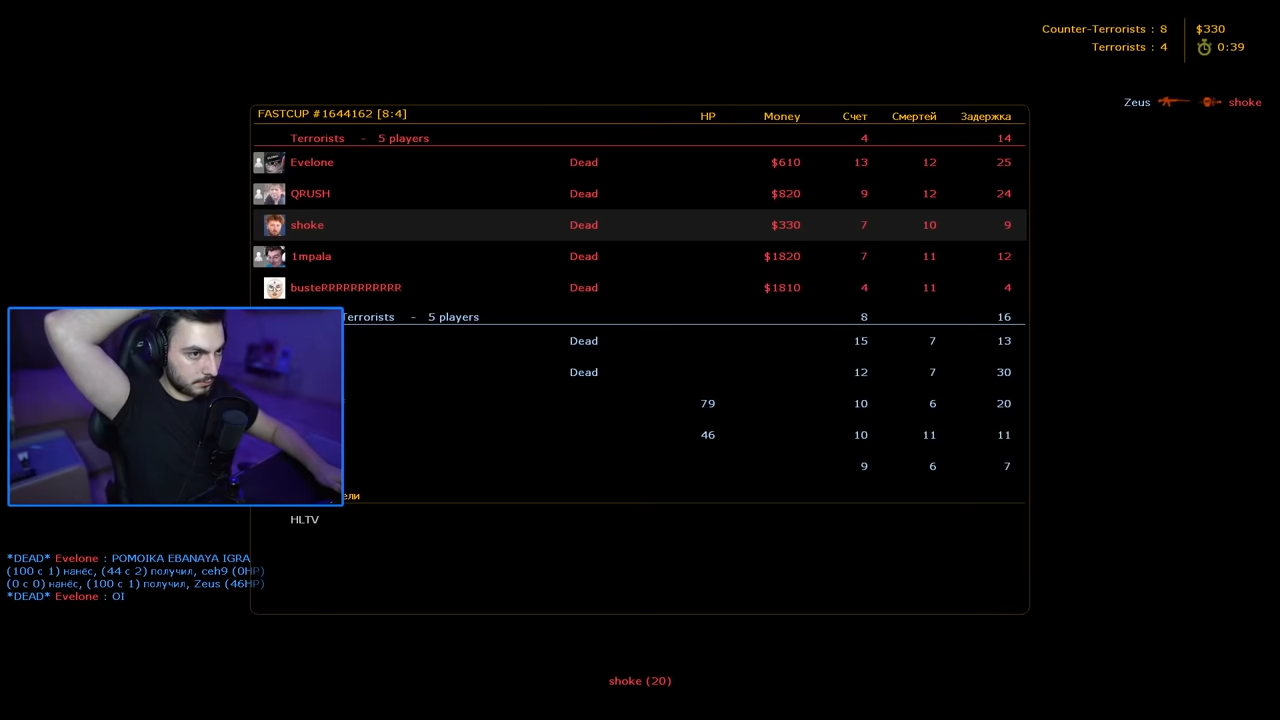 Counter-Terrorists : 8 $330
Terrorists : 4 0:39
Zeus shoke
FASTCUP #1644162 [8:4] HP Money Счет Смертей Задержка
Terrorists - 5 players 4 14
Evelone Dead $610 13 12 25
QRUSH Dead $820 9 12 24
shoke Dead $330 7 10 9
1mpala Dead $1820 7 11 12
busteRRRRRRRRRRR Dead $1810 4 11 4
Terrorists - 5 players 8 16
Dead 15 7 13
Dead 12 7 30
79 10 6 20
46 10 11 11
9 6 7
ели
HLTV
*DEAD* Evelone : POMOIKA EBANAYA IGRA
(100 с 1) нанёс, (44 с 2) получил, ceh9 (0HP)
(0 с 0) нанёс, (100 с 1) получил, Zeus (46HP)
*DEAD* Evelone : OI
shoke (20)